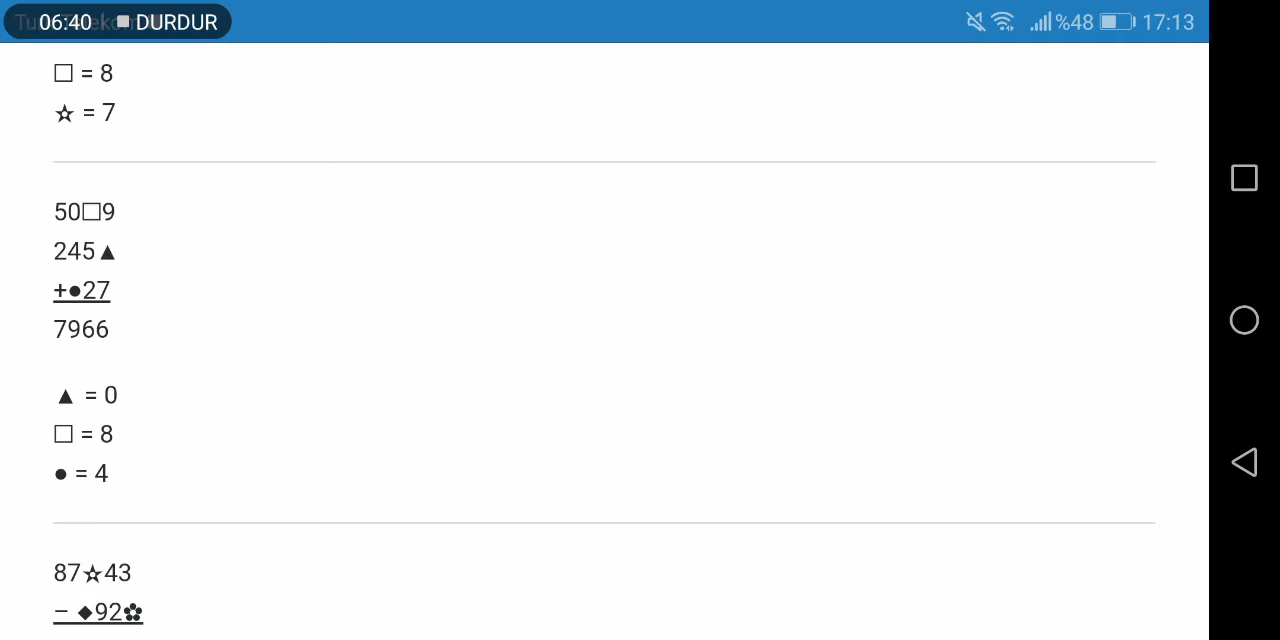 06:40 DURDUR %48 17:13
□ = 8
☆ = 7
50□9
245▲
+●27
7966
▲ = 0
□ = 8
● = 4
87☆43
– ◆92✿